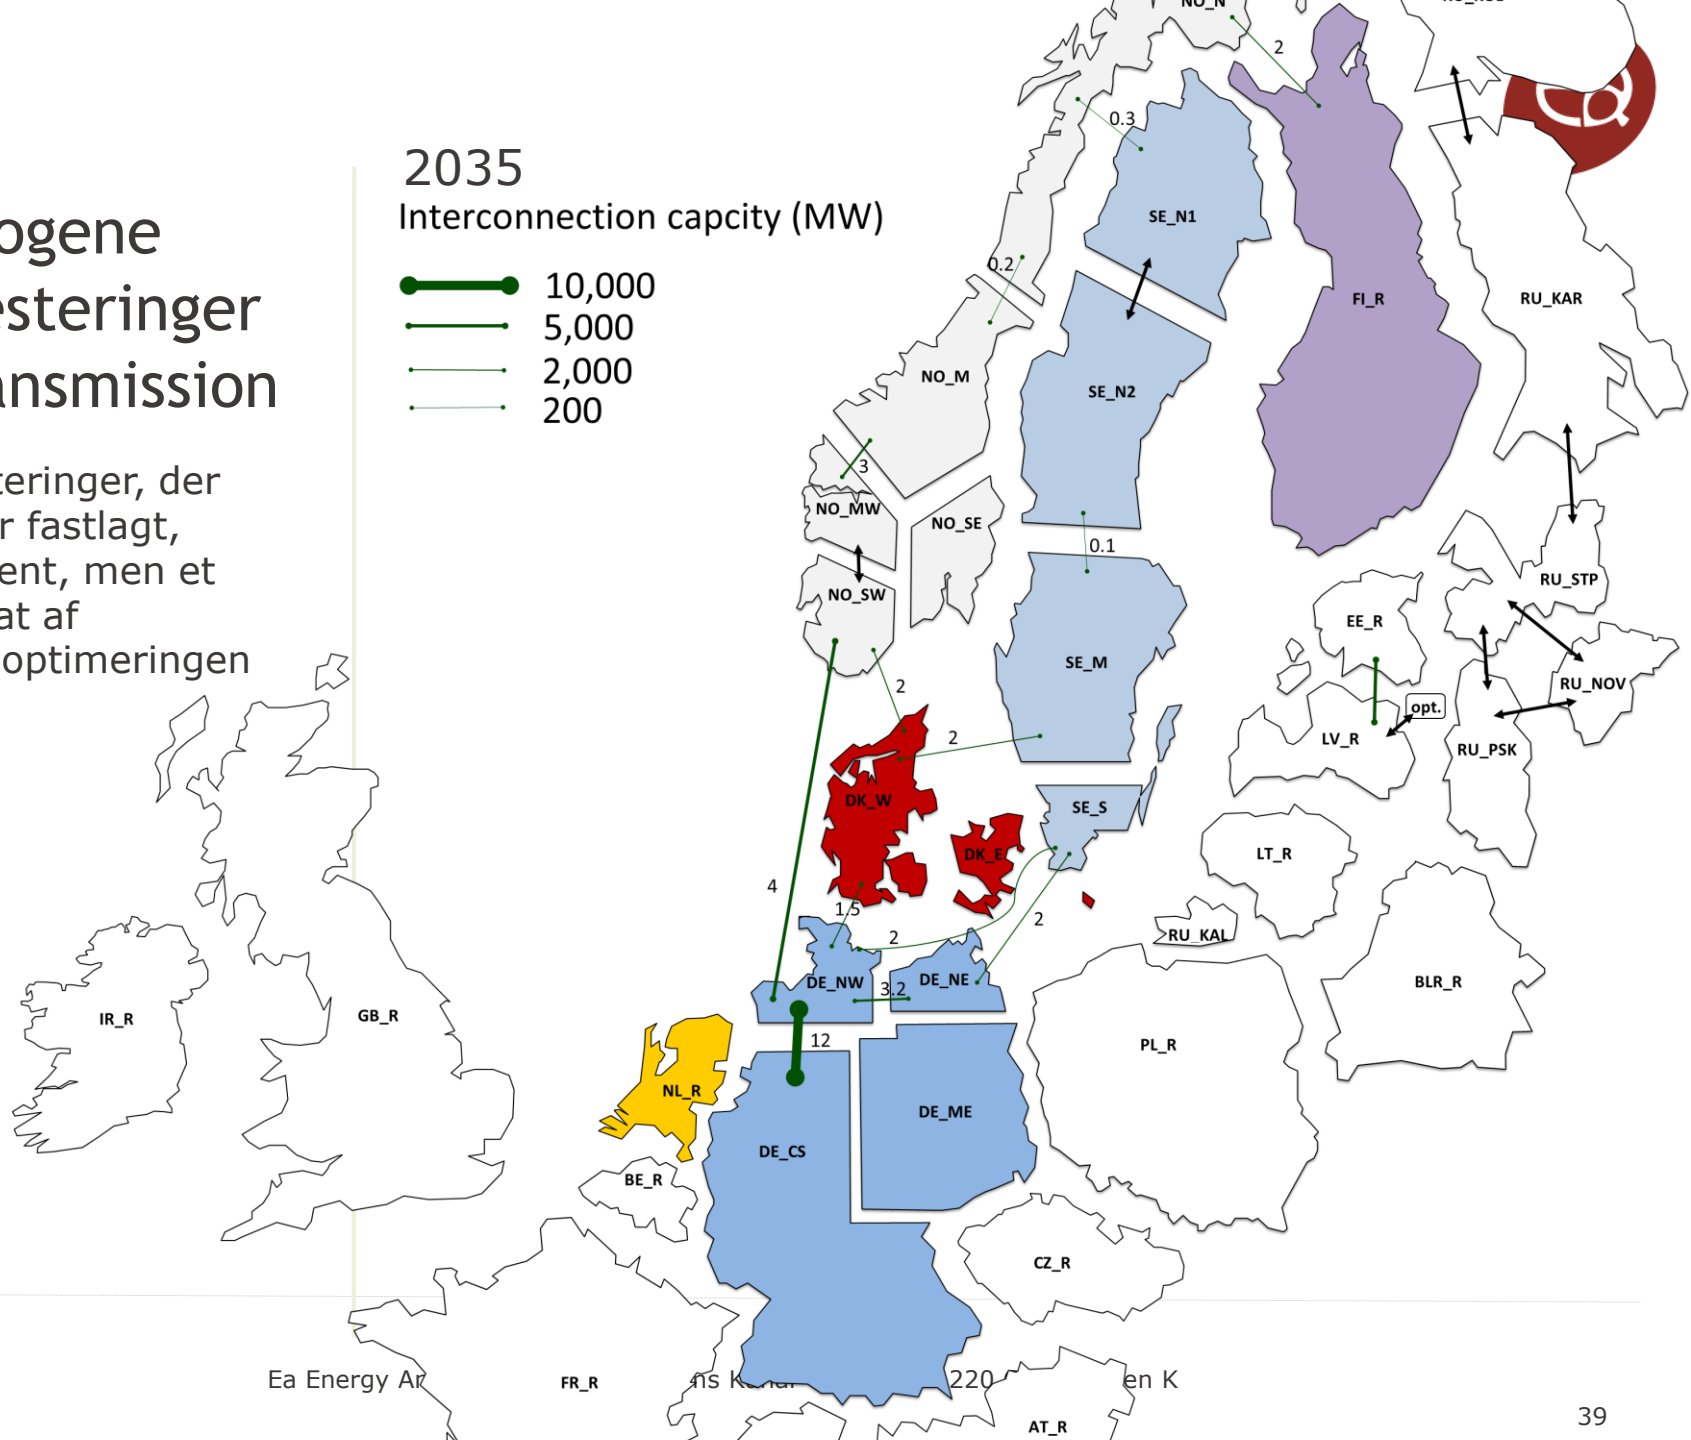 ogene
esteringer
ansmission
teringer, der
r fastlagt,
ent, men et
at af
optimeringen
2035
Interconnection capcity (MW)
10,000
5,000
2,000
200
NO_N
2
0.3
SE_N1
0.2
FI_R
RU_KAR
NO_M
SE_N2
3
NO_MW
NO_SE
0.1
RU_STP
NO_SW
EE_R
SE_M
RU_NOV
2
opt.
2
LV_R
RU_PSK
DK_W
SE_S
DK_E
LT_R
4
1.5
2
2
RU_KAL
DE_NW
3.2
DE_NE
BLR_R
IR_R
GB_R
12
PL_R
NL_R
DE_ME
DE_CS
BE_R
CZ_R
Ea Energy An
FR_R
220
en K
AT_R
39